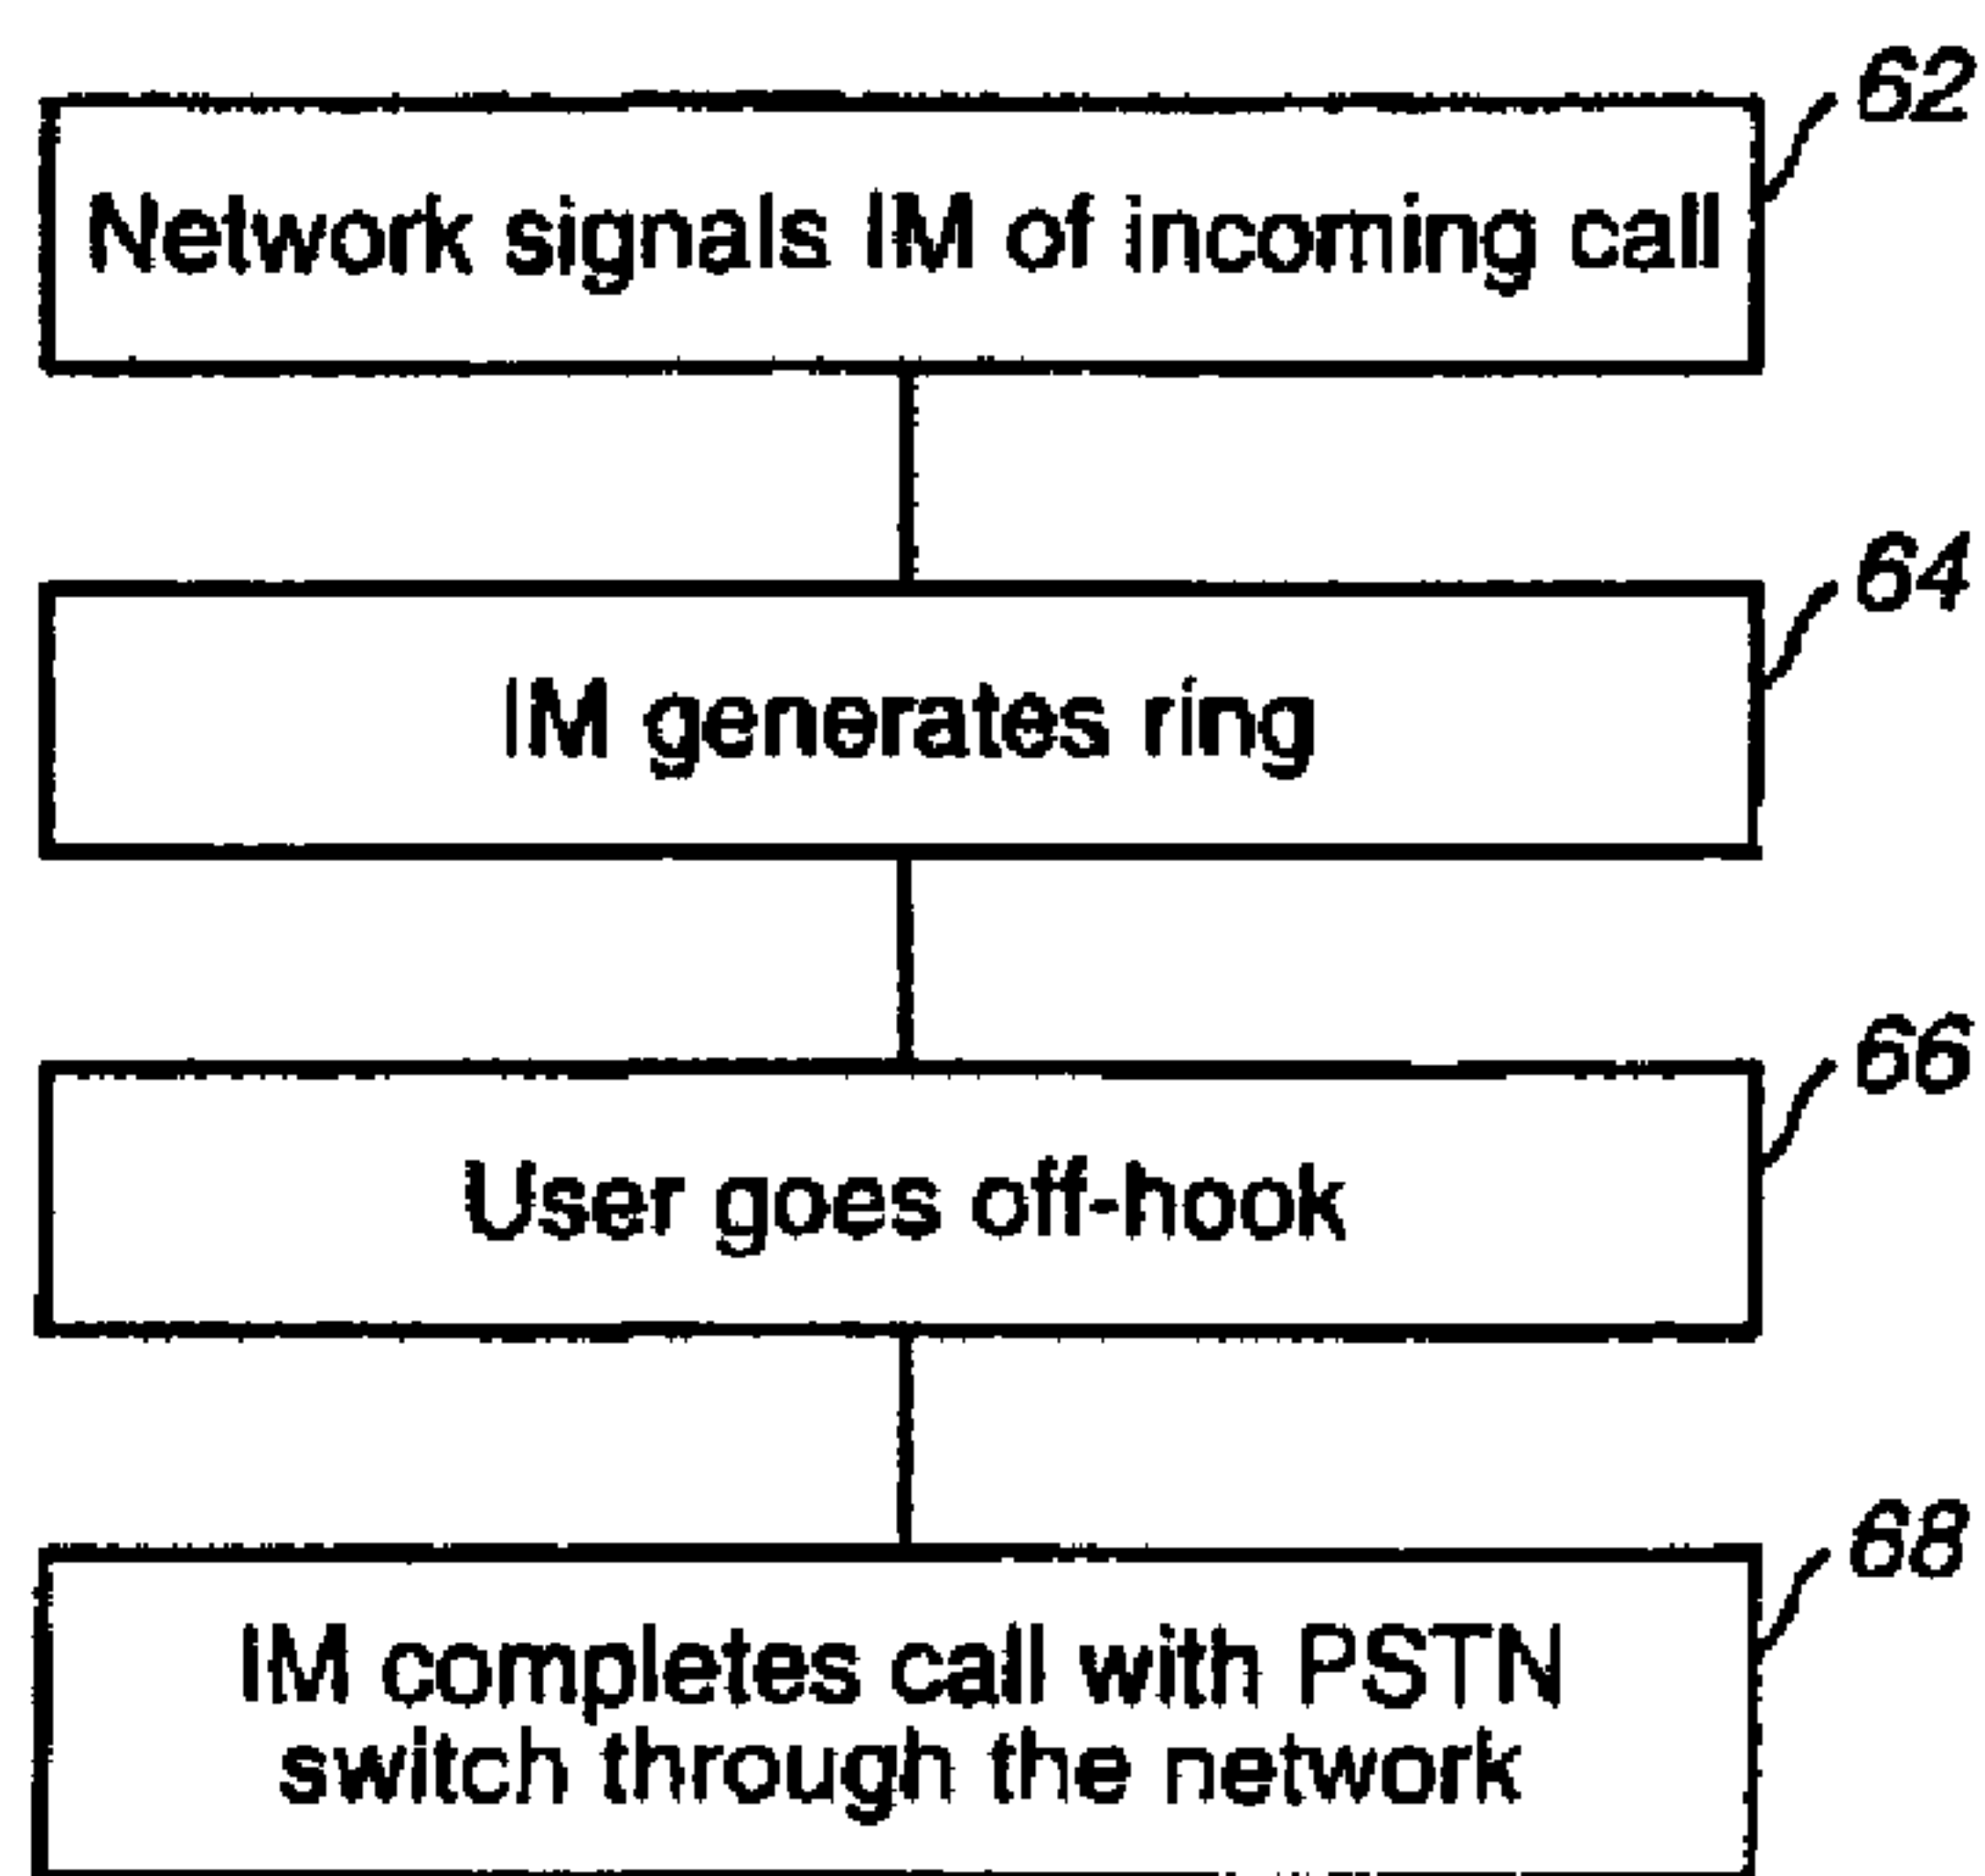 62
Network signals IM of incoming call
64
IM generates ring
66
User goes off-hook
68
IM completes call with PSTN
switch through the network